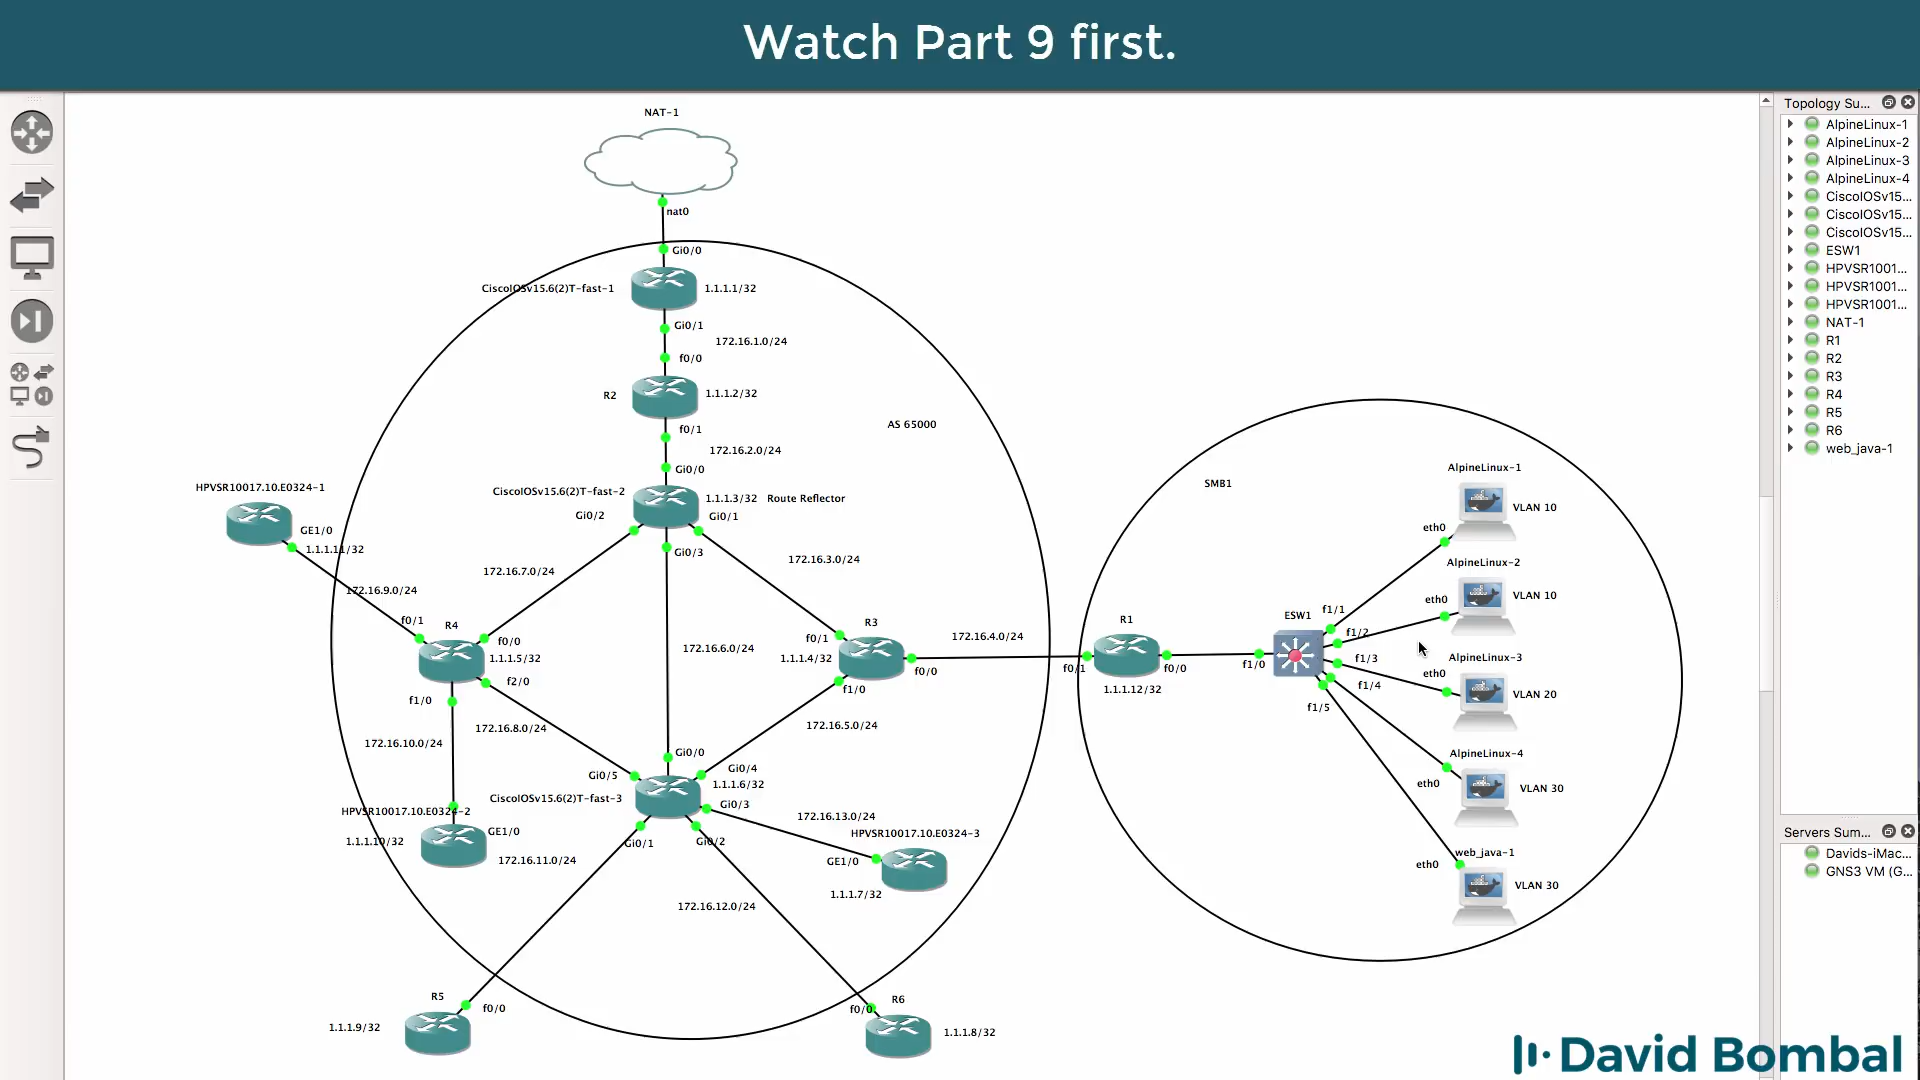 Watch Part 9 first.
NAT-1
nat0
Gi0/0
CiscoIOSv15.6(2)T-fast-1
1.1.1.1/32
Gi0/1
172.16.1.0/24
f0/0
R2
1.1.1.2/32
f0/1
AS 65000
172.16.2.0/24
Gi0/0
CiscoIOSv15.6(2)T-fast-2
1.1.1.3/32
Route Reflector
Gi0/2
Gi0/1
Gi0/3
HPVSR10017.10.E0324-1
GE1/0
1.1.1.11/32
172.16.7.0/24
172.16.3.0/24
172.16.9.0/24
f0/1
R4
f0/0
1.1.1.5/32
f2/0
f1/0
172.16.6.0/24
R3
f0/1
1.1.1.4/32
f0/0
f1/0
172.16.4.0/24
172.16.10.0/24
172.16.8.0/24
172.16.5.0/24
Gi0/0
Gi0/5
Gi0/4
1.1.1.6/32
CiscoIOSv15.6(2)T-fast-3
Gi0/3
Gi0/1
Gi0/2
HPVSR10017.10.E0324-2
GE1/0
1.1.1.10/32
172.16.11.0/24
172.16.13.0/24
HPVSR10017.10.E0324-3
GE1/0
1.1.1.7/32
172.16.12.0/24
R5
f0/0
1.1.1.9/32
R6
f0/0
1.1.1.8/32
SMB1
R1
f0/1
f0/0
1.1.1.12/32
ESW1
f1/0
f1/1
f1/2
f1/3
f1/4
f1/5
AlpineLinux-1
VLAN 10
eth0
AlpineLinux-2
eth0
VLAN 10
AlpineLinux-3
eth0
VLAN 20
AlpineLinux-4
eth0
VLAN 30
web_java-1
eth0
VLAN 30
Topology Su...
AlpineLinux-1
AlpineLinux-2
AlpineLinux-3
AlpineLinux-4
CiscoIOSv15...
CiscoIOSv15...
CiscoIOSv15...
ESW1
HPVSR1001...
HPVSR1001...
HPVSR1001...
NAT-1
R1
R2
R3
R4
R5
R6
web_java-1
Servers Sum...
Davids-iMac...
GNS3 VM (G...
David Bombal